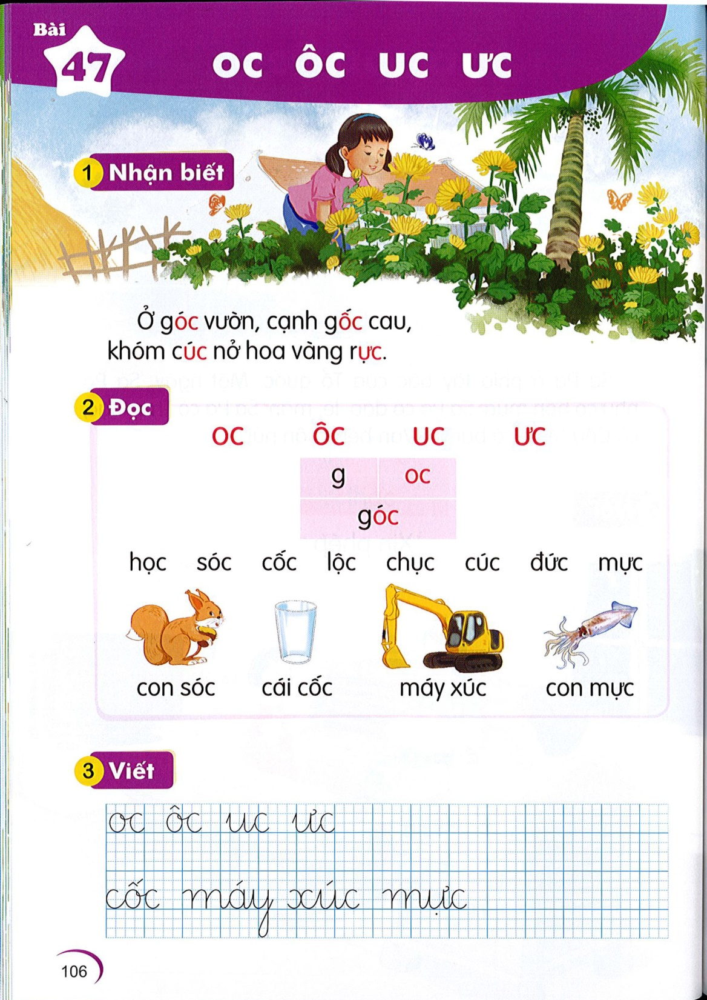 Bài
47
oc ôc uc ưc
1 Nhận biết
Ở góc vườn, cạnh gốc cau,
khóm cúc nở hoa vàng rực.
2 Đọc
oc ôc uc ưc
g oc
góc
học sóc cốc lộc chục cúc đức mực
con sóc cái cốc máy xúc con mực
3 Viết
oc ôc uc ưc
cốc máy xúc mực
106